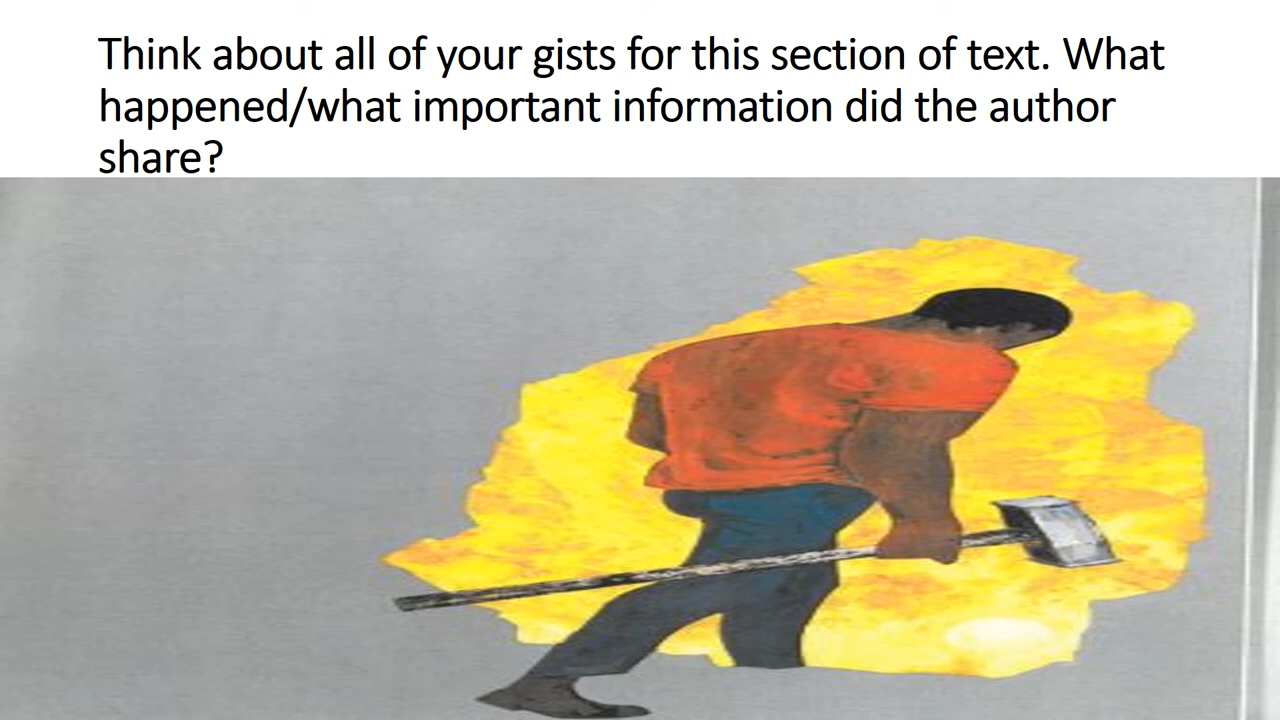 Think about all of your gists for this section of text. What
happened/what important information did the author
share?